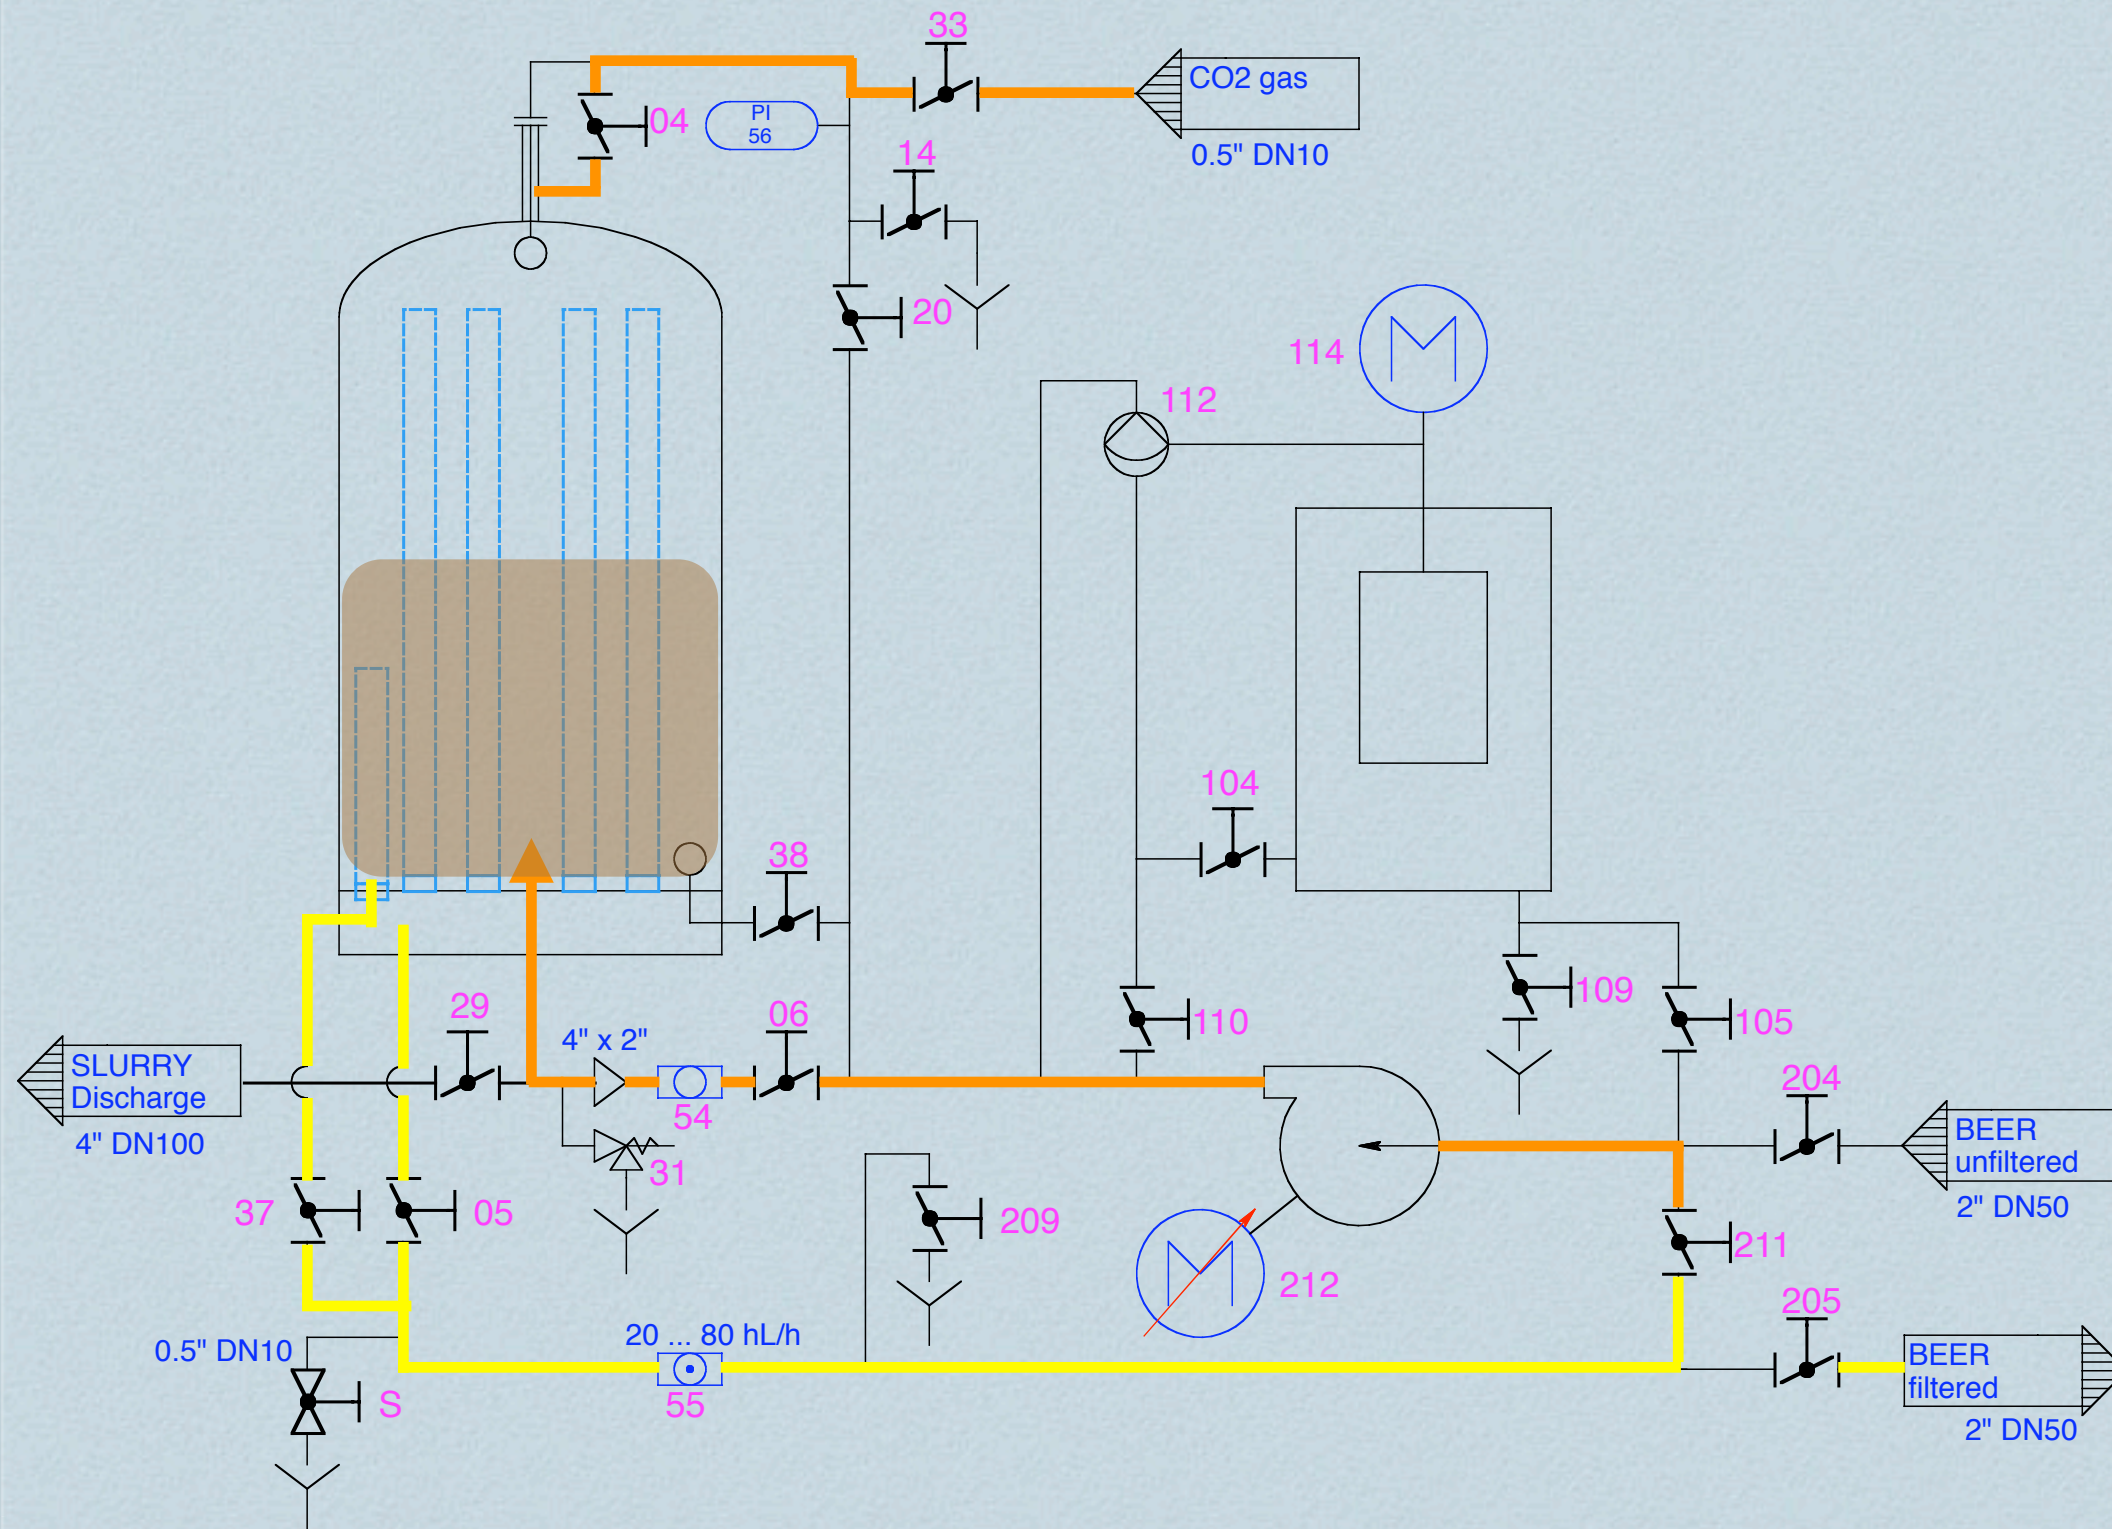 33
CO2 gas
04
PI
56
14
0.5" DN10
20
114
M
112
104
38
29
06
4" x 2"
109
110
105
SLURRY
Discharge
54
204
4" DN100
BEER
unfiltered
31
2" DN50
37
05
209
211
M
212
205
20 ... 80 hL/h
0.5" DN10
BEER
filtered
S
55
2" DN50